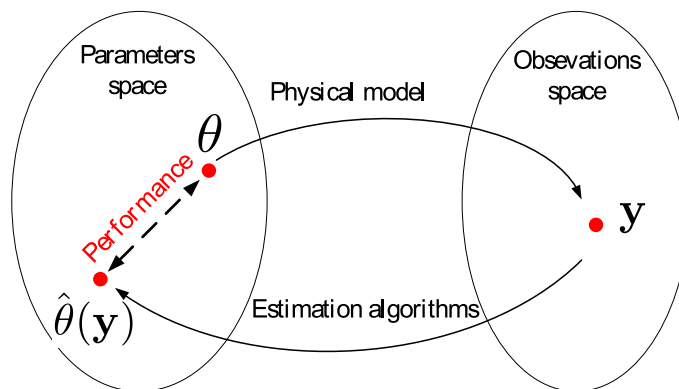 Parameters
space
Obsevations
space
Physical model
θ
Performance
y
θ̂(y)
Estimation algorithms